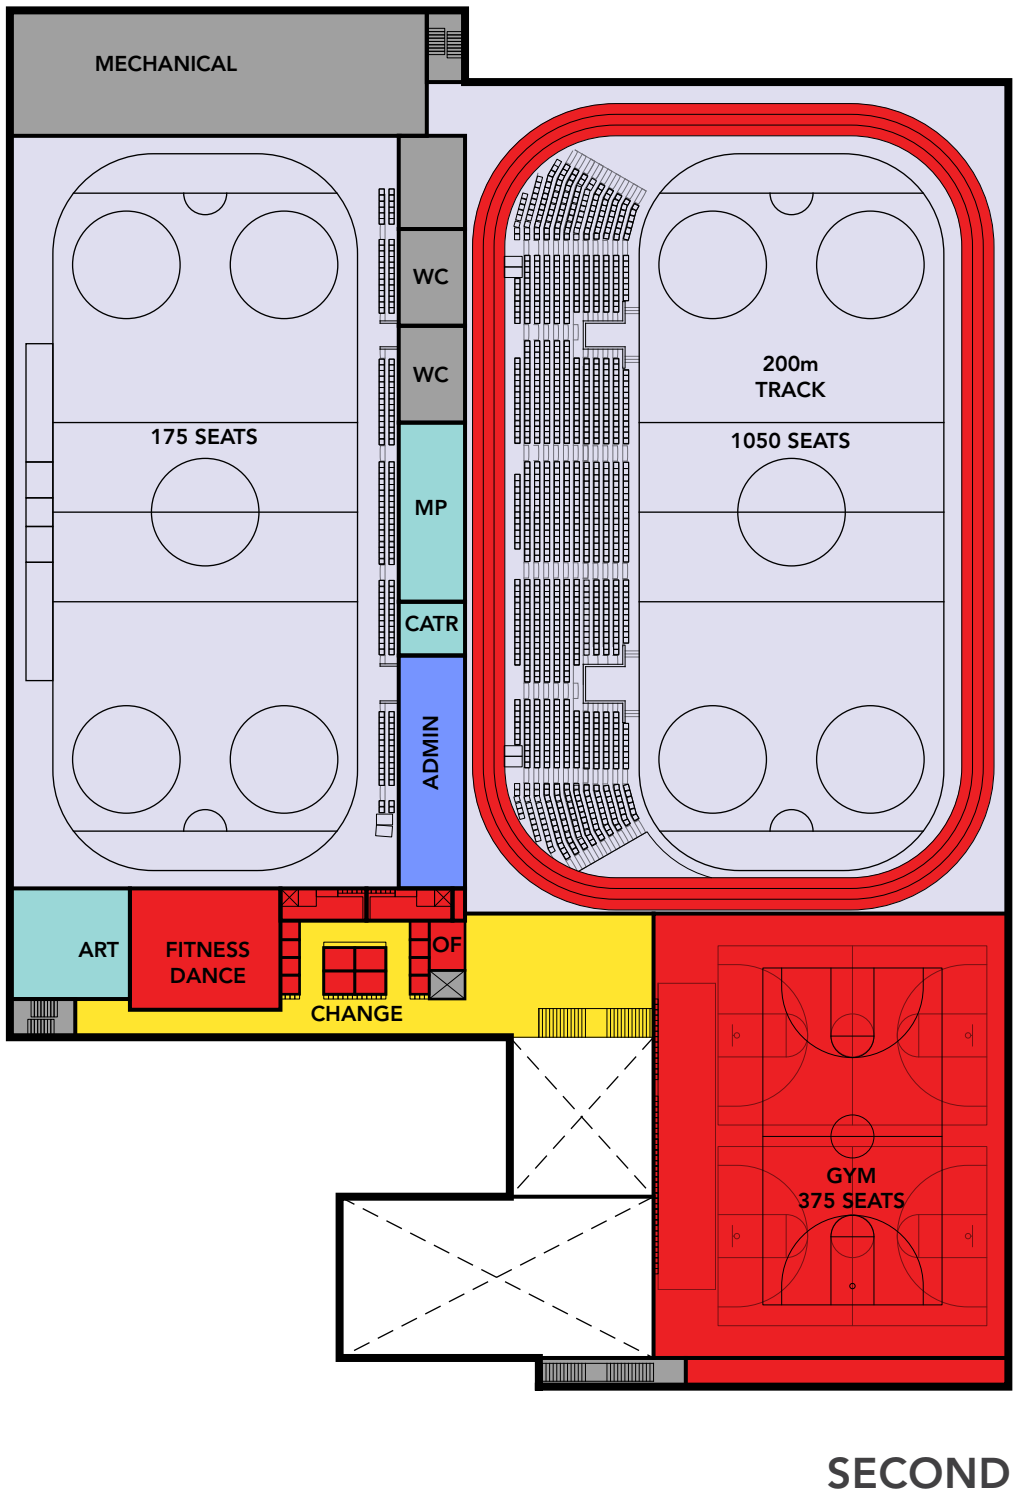 MECHANICAL
WC
WC
200m
TRACK
175 SEATS
1050 SEATS
MP
CATR
ADMIN
ART
FITNESS
DANCE
OF
CHANGE
GYM
375 SEATS
SECOND